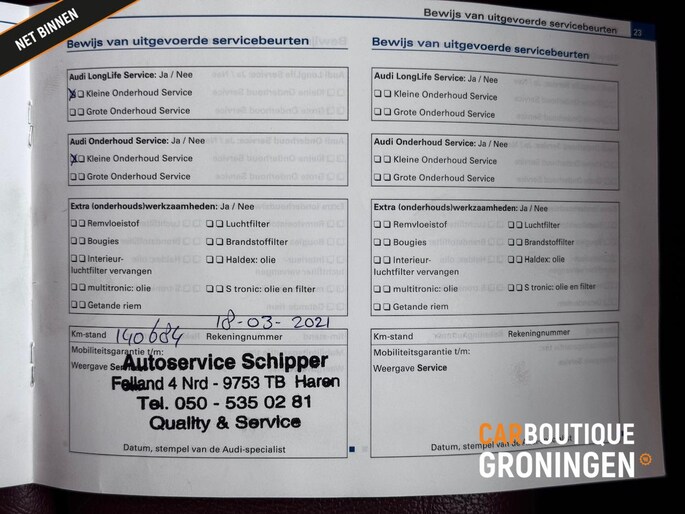 NET BINNEN
Bewijs van uitgevoerde servicebeurten
23
Bewijs van uitgevoerde servicebeurten
Audi LongLife Service: Ja / Nee
Kleine Onderhoud Service
Grote Onderhoud Service
Audi Onderhoud Service: Ja / Nee
Kleine Onderhoud Service
Grote Onderhoud Service
Extra (onderhouds)werkzaamheden: Ja / Nee
Remvloeistof
Luchtfilter
Bougies
Brandstoffilter
Interieur-
luchtfilter vervangen
Haldex: olie
multitronic: olie
S tronic: olie en filter
Getande riem
18-03-2021
Km-stand 140684 Rekeningnummer
Mobiliteitsgarantie t/m:
Weergave Service
Autoservice Schipper
Felland 4 Nrd - 9753 TB Haren
Tel. 050 - 535 02 81
Quality & Service
Datum, stempel van de Audi-specialist
Bewijs van uitgevoerde servicebeurten
Audi LongLife Service: Ja / Nee
Kleine Onderhoud Service
Grote Onderhoud Service
Audi Onderhoud Service: Ja / Nee
Kleine Onderhoud Service
Grote Onderhoud Service
Extra (onderhouds)werkzaamheden: Ja / Nee
Remvloeistof
Luchtfilter
Bougies
Brandstoffilter
Interieur-
luchtfilter vervangen
Haldex: olie
multitronic: olie
S tronic: olie en filter
Getande riem
Km-stand Rekeningnummer
Mobiliteitsgarantie t/m:
Weergave Service
Datum, stempel van de Audi-specialist
CARBOUTIQUE
GRONINGEN